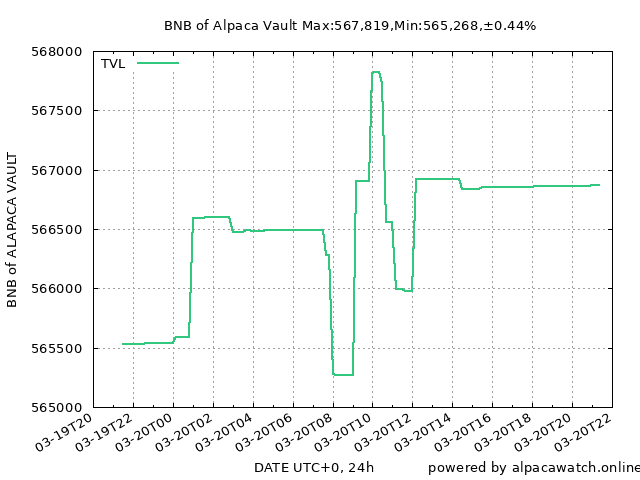 BNB of Alpaca Vault Max:567,819,Min:565,268,±0.44%
TVL
568000
567500
567000
566500
566000
565500
565000
BNB of ALAPACA VAULT
03-19T20
03-19T22
03-20T00
03-20T02
03-20T04
03-20T06
03-20T08
03-20T10
03-20T12
03-20T14
03-20T16
03-20T18
03-20T20
03-20T22
DATE UTC+0, 24h
powered by alpacawatch.online